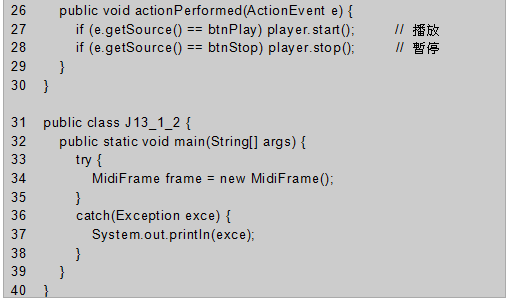 26 public void actionPerformed(ActionEvent e) {
27 if (e.getSource() == btnPlay) player.start(); // 播放
28 if (e.getSource() == btnStop) player.stop(); // 暫停
29 }
30 }
31 public class J13_1_2 {
32 public static void main(String[] args) {
33 try {
34 MidiFrame frame = new MidiFrame();
35 }
36 catch(Exception exce) {
37 System.out.println(exce);
38 }
39 }
40 }